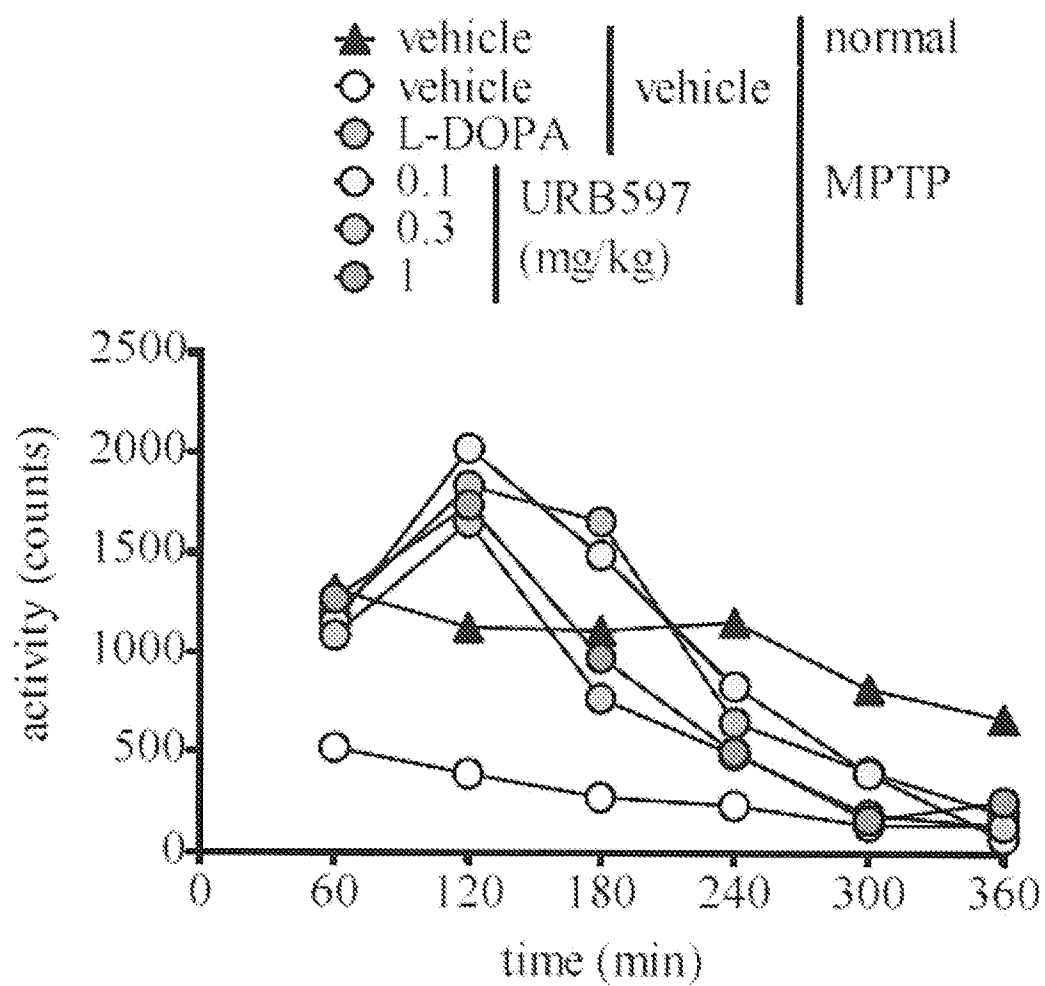 vehicle normal
vehicle vehicle
L-DOPA
0.1 URB597 MPTP
0.3 (mg/kg)
1
2500
2000
1500
1000
500
0
activity (counts)
0 60 120 180 240 300 360
time (min)